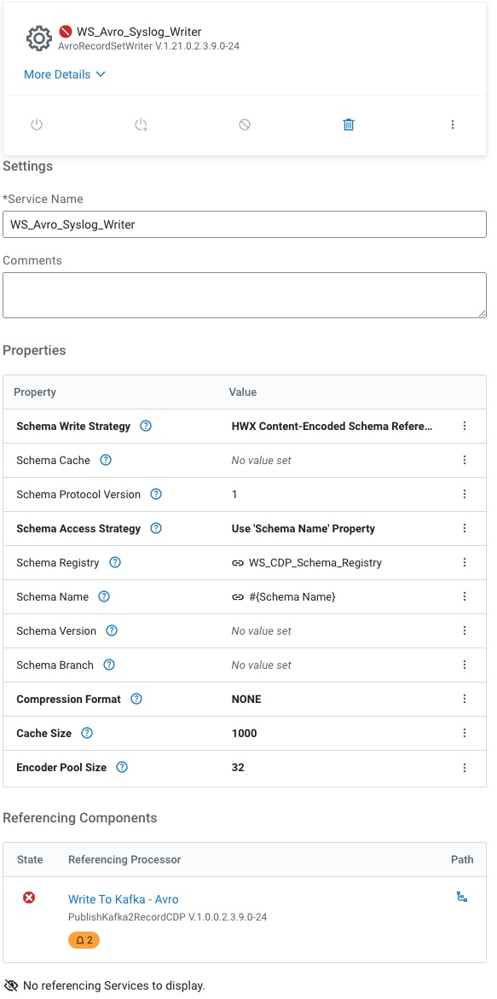 WS_Avro_Syslog_Writer
AvroRecordSetWriter V.1.21.0.2.3.9.0-24
More Details
Settings
*Service Name
WS_Avro_Syslog_Writer
Comments
Properties
Property Value
Schema Write Strategy HWX Content-Encoded Schema Refere...
Schema Cache No value set
Schema Protocol Version 1
Schema Access Strategy Use 'Schema Name' Property
Schema Registry WS_CDP_Schema_Registry
Schema Name #{Schema Name}
Schema Version No value set
Schema Branch No value set
Compression Format NONE
Cache Size 1000
Encoder Pool Size 32
Referencing Components
State Referencing Processor Path
Write To Kafka - Avro
PublishKafka2RecordCDP V.1.0.0.2.3.9.0-24
2
No referencing Services to display.